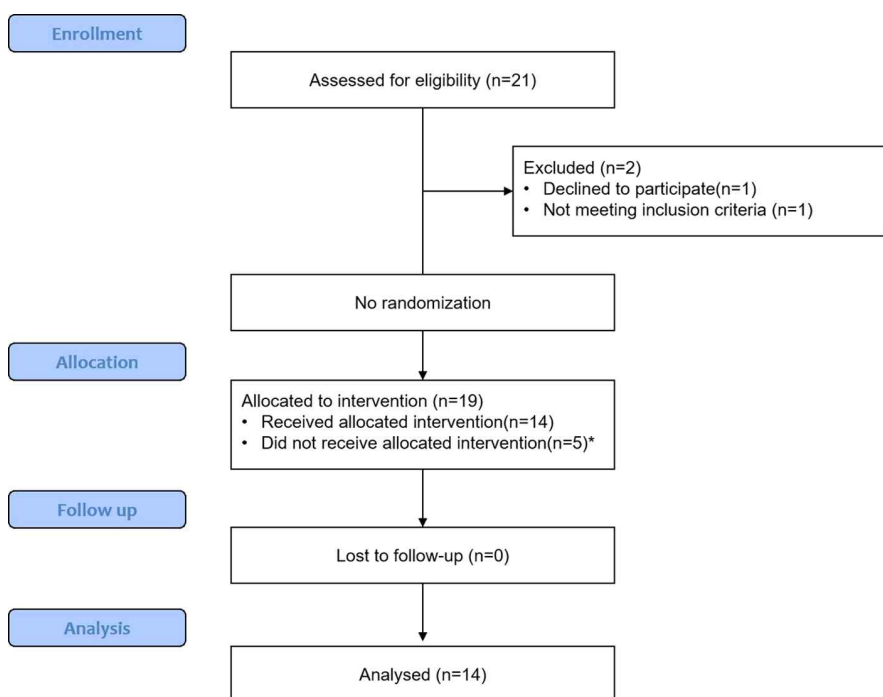 Enrollment
Assessed for eligibility (n=21)
Excluded (n=2)
• Declined to participate(n=1)
• Not meeting inclusion criteria (n=1)
No randomization
Allocation
Allocated to intervention (n=19)
• Received allocated intervention(n=14)
• Did not receive allocated intervention(n=5)*
Follow up
Lost to follow-up (n=0)
Analysis
Analysed (n=14)